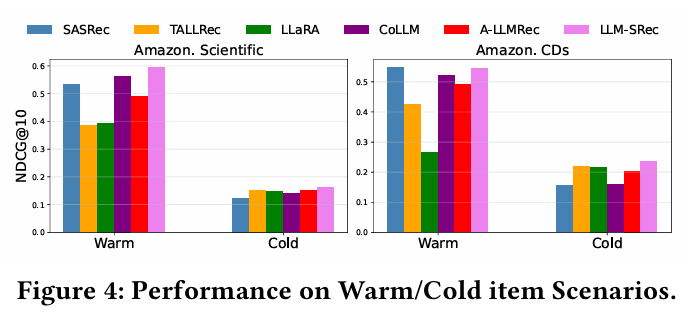 SASRec TALLRec LLaRA CoLLM A-LLMRec LLM-SRec
Amazon. Scientific Amazon. CDs
NDCG@10
0.6
0.5
0.4
0.3
0.2
0.1
0.0
Warm Cold
0.5
0.4
0.3
0.2
0.1
0.0
Warm Cold
Figure 4: Performance on Warm/Cold item Scenarios.